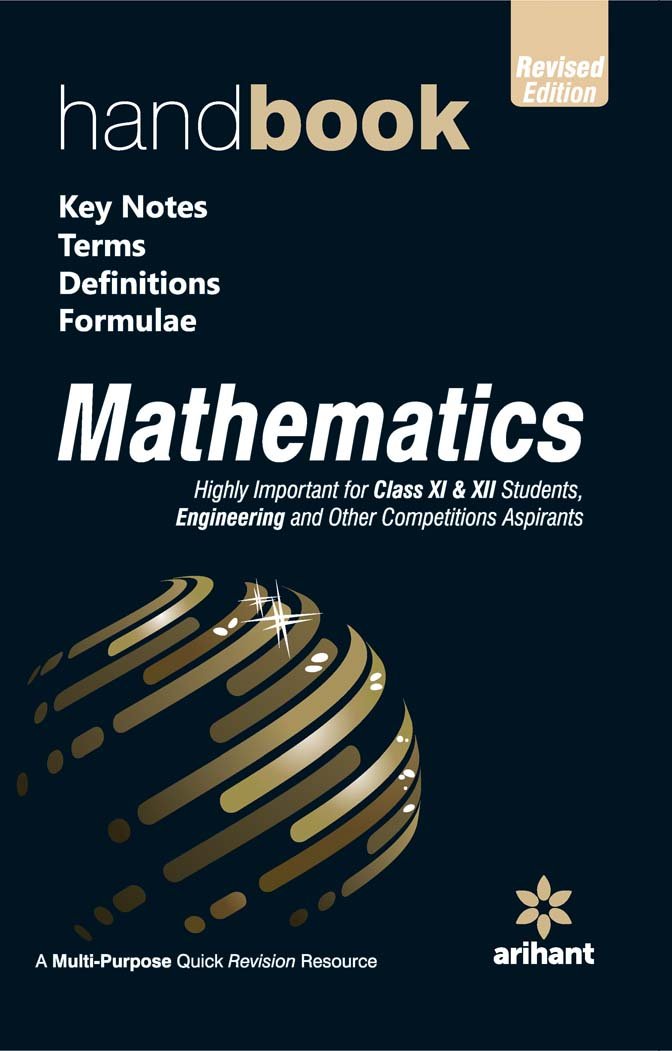 Revised
Edition
handbook
Key Notes
Terms
Definitions
Formulae
Mathematics
Highly Important for Class XI & XII Students,
Engineering and Other Competitions Aspirants
A Multi-Purpose Quick Revision Resource
arihant